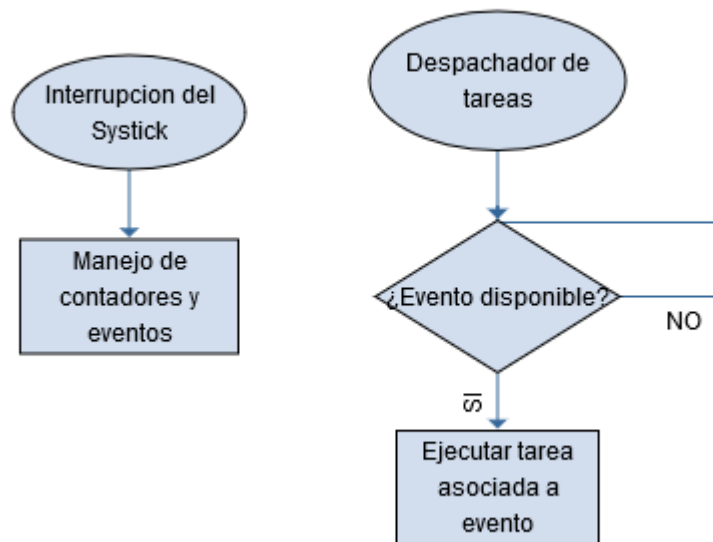 Interrupcion del
Systick
Manejo de
contadores y
eventos
Despachador de
tareas
¿Evento disponible?
NO
SI
Ejecutar tarea
asociada a
evento